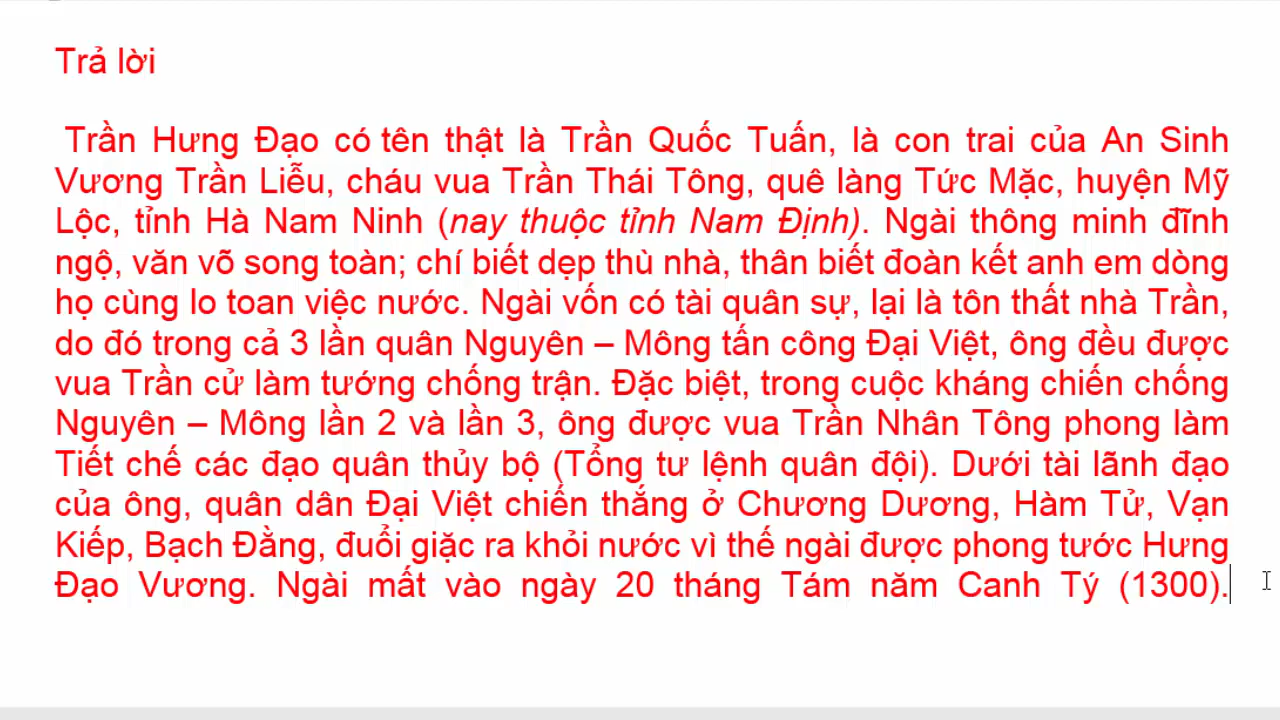 Trả lời
Trần Hưng Đạo có tên thật là Trần Quốc Tuấn, là con trai của An Sinh
Vương Trần Liễu, cháu vua Trần Thái Tông, quê làng Tức Mặc, huyện Mỹ
Lộc, tỉnh Hà Nam Ninh (nay thuộc tỉnh Nam Định). Ngài thông minh đĩnh
ngộ, văn võ song toàn; chí biết dẹp thù nhà, thân biết đoàn kết anh em dòng
họ cùng lo toan việc nước. Ngài vốn có tài quân sự, lại là tôn thất nhà Trần,
do đó trong cả 3 lần quân Nguyên – Mông tấn công Đại Việt, ông đều được
vua Trần cử làm tướng chống trận. Đặc biệt, trong cuộc kháng chiến chống
Nguyên – Mông lần 2 và lần 3, ông được vua Trần Nhân Tông phong làm
Tiết chế các đạo quân thủy bộ (Tổng tư lệnh quân đội). Dưới tài lãnh đạo
của ông, quân dân Đại Việt chiến thắng ở Chương Dương, Hàm Tử, Vạn
Kiếp, Bạch Đằng, đuổi giặc ra khỏi nước vì thế ngài được phong tước Hưng
Đạo Vương. Ngài mất vào ngày 20 tháng Tám năm Canh Tý (1300).